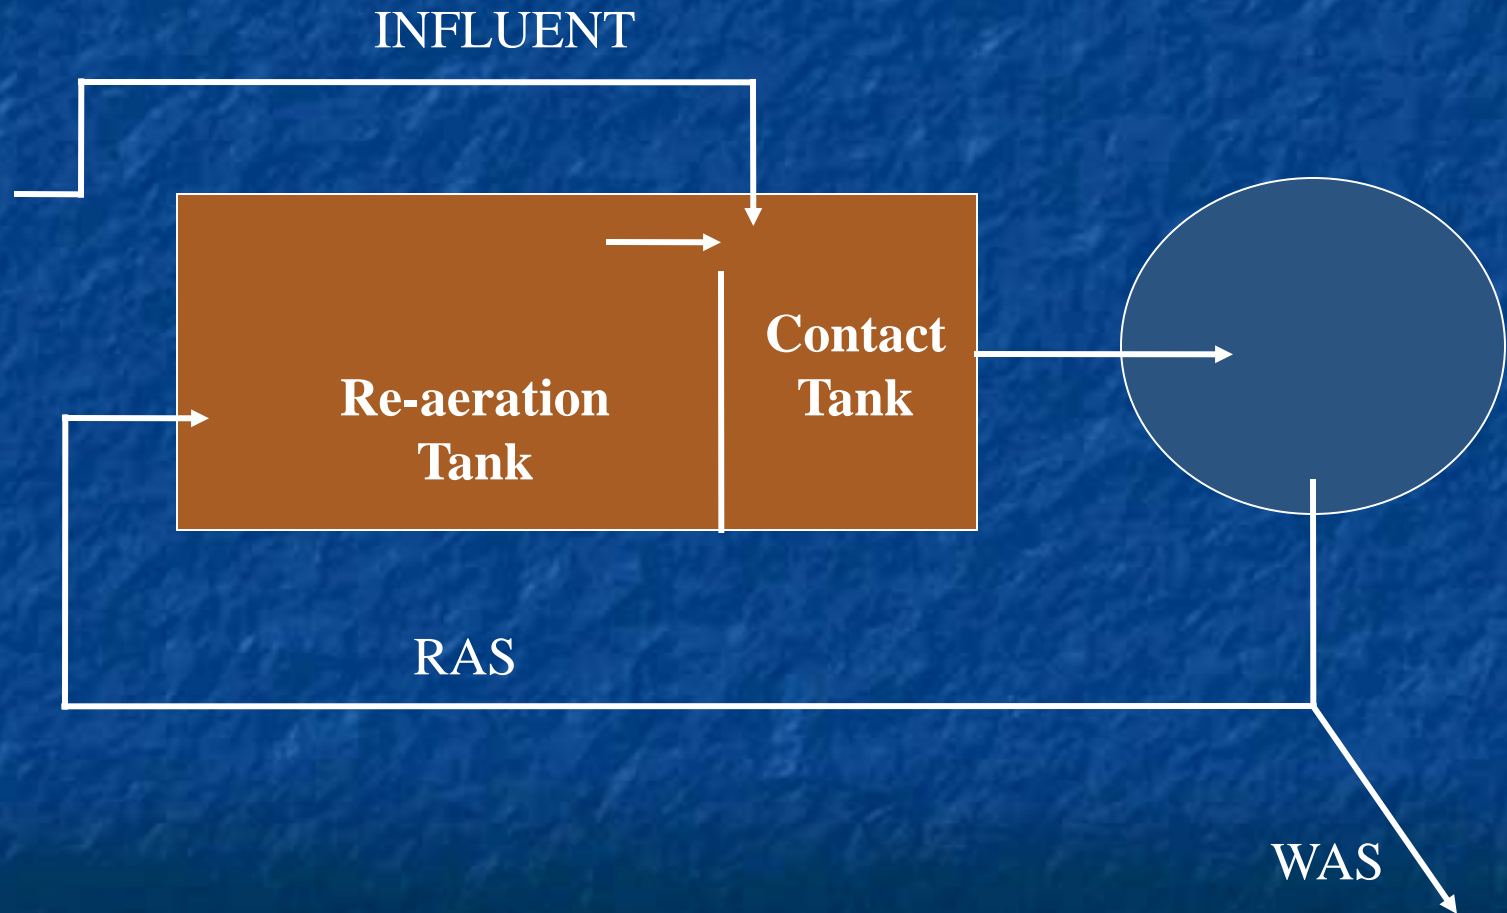 INFLUENT
Contact
Tank
Re-aeration
Tank
RAS
WAS